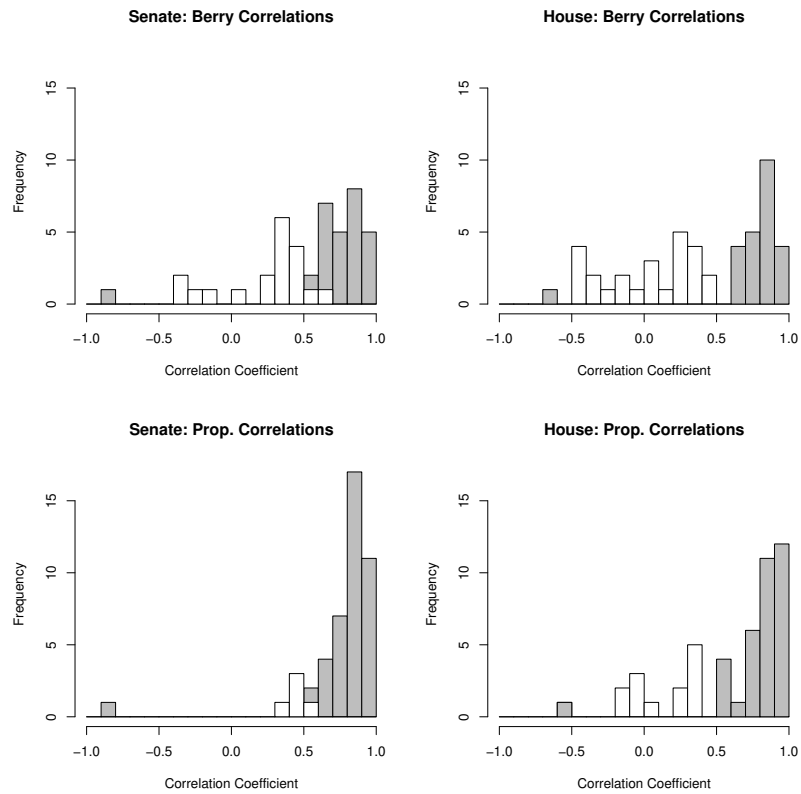 Senate: Berry Correlations
Frequency
15
10
5
0
−1.0 −0.5 0.0 0.5 1.0
Correlation Coefficient
House: Berry Correlations
Frequency
15
10
5
0
−1.0 −0.5 0.0 0.5 1.0
Correlation Coefficient
Senate: Prop. Correlations
Frequency
15
10
5
0
−1.0 −0.5 0.0 0.5 1.0
Correlation Coefficient
House: Prop. Correlations
Frequency
15
10
5
0
−1.0 −0.5 0.0 0.5 1.0
Correlation Coefficient